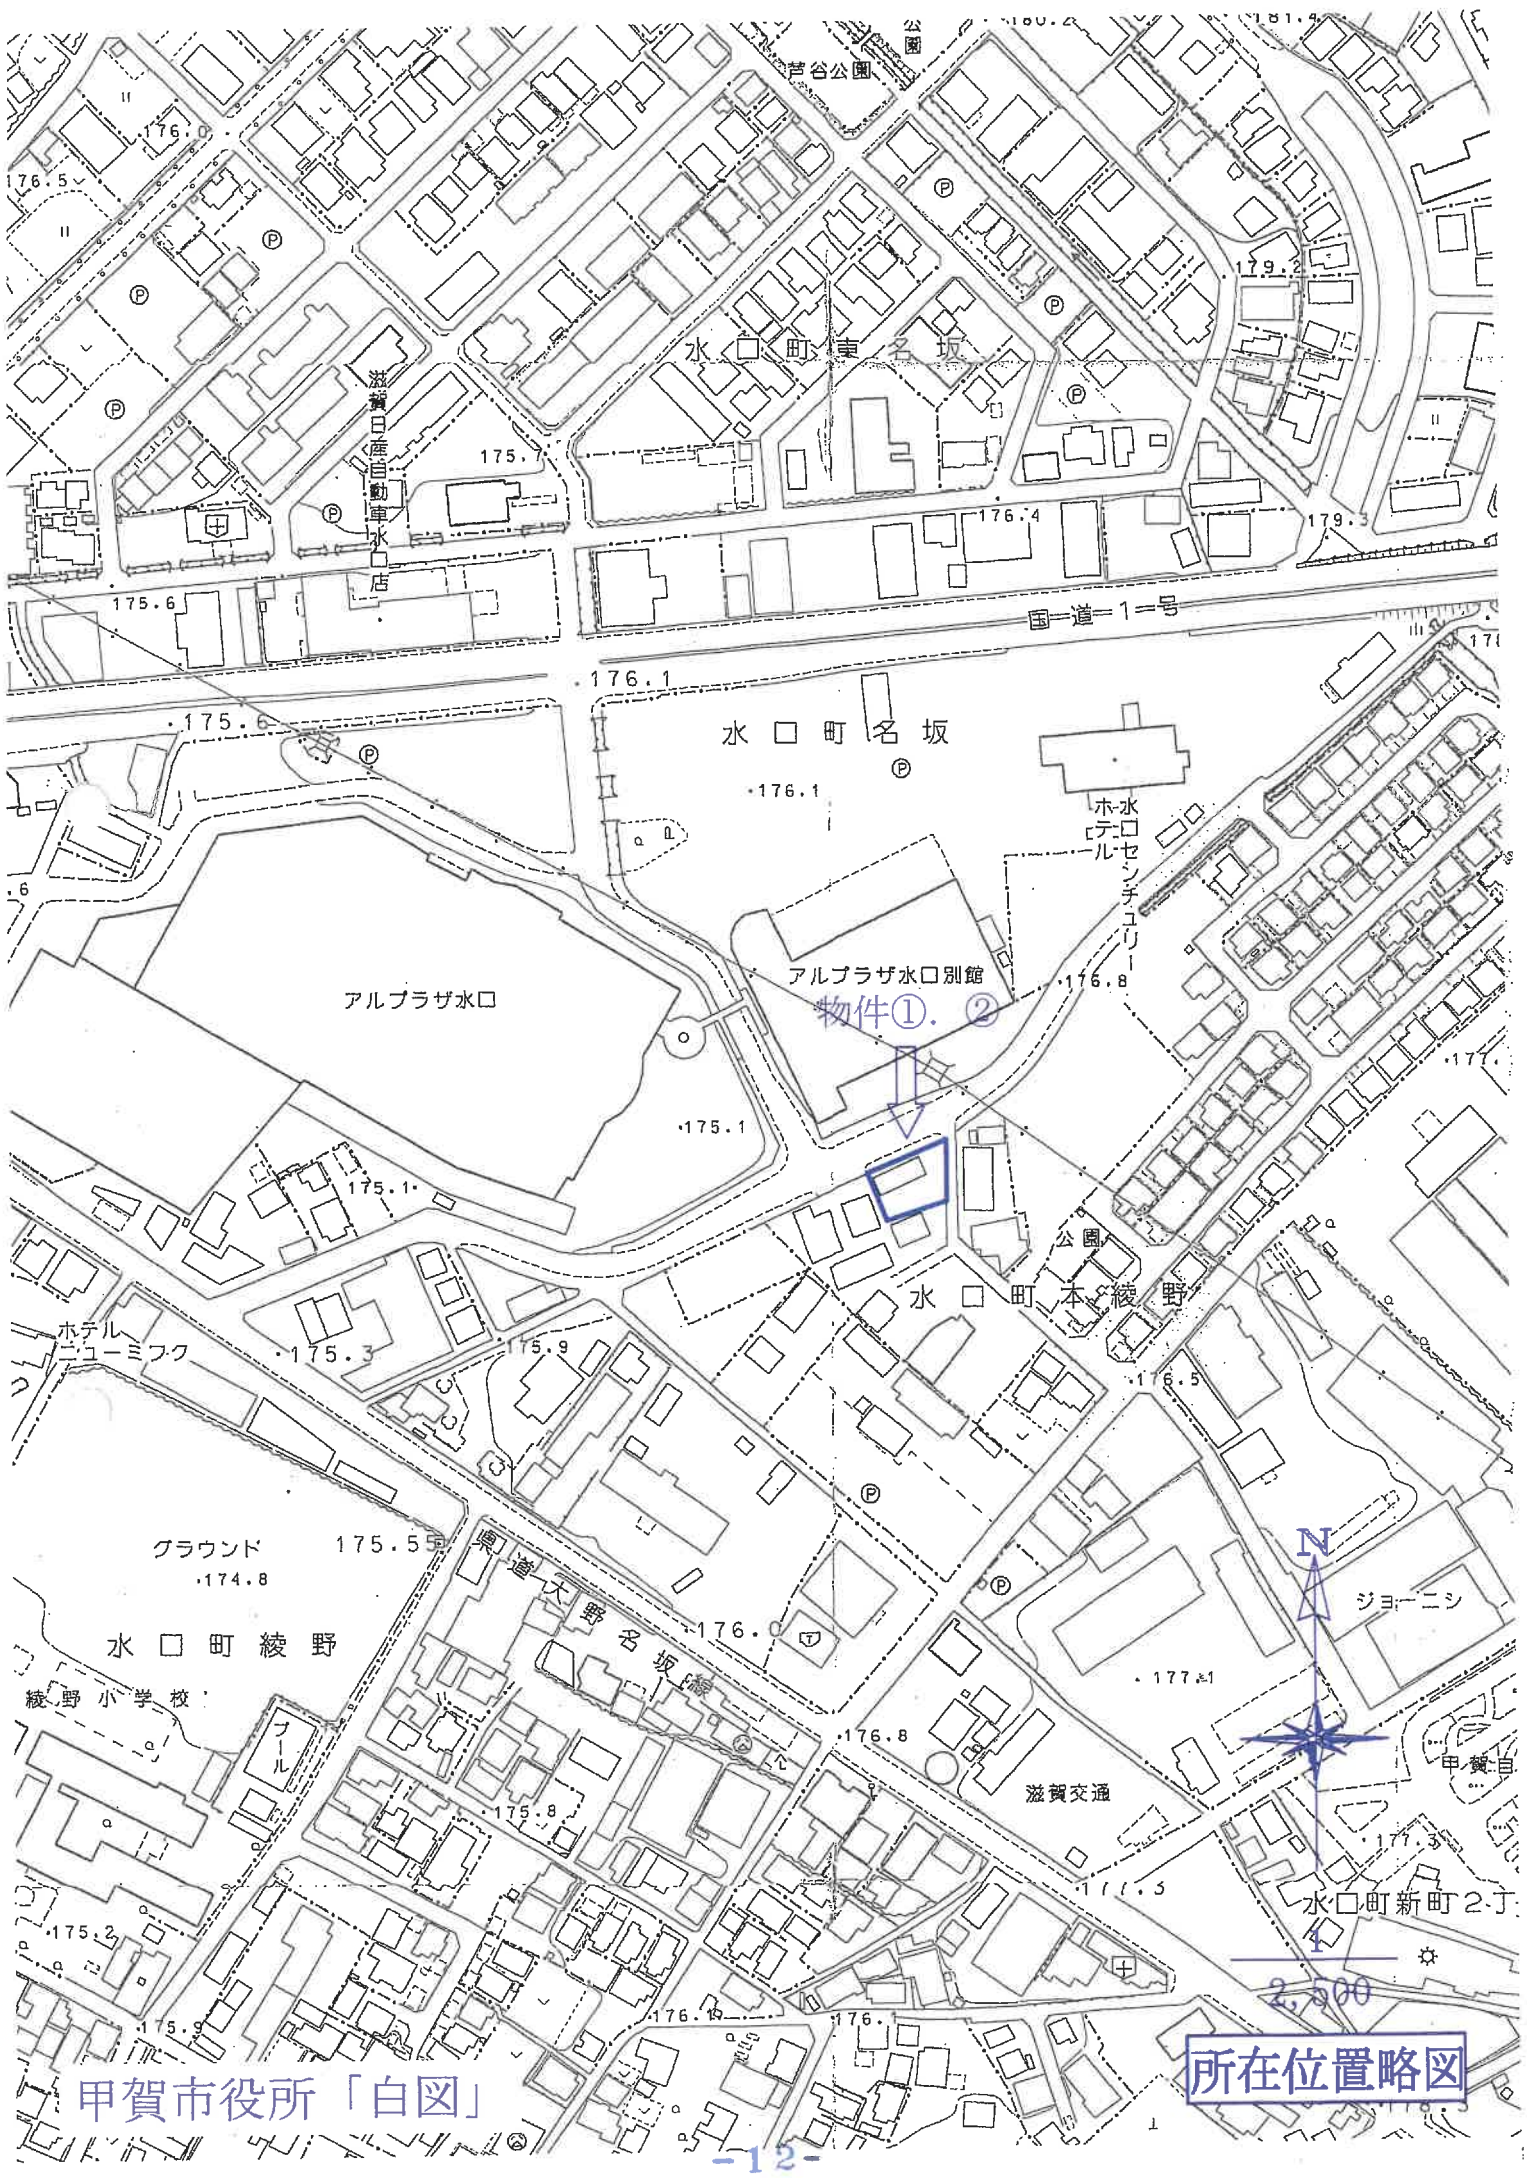 公園
180.2
181.4
芦谷公園
176.0
176.5
179.2
水口町東名坂
滋賀日産自動車水口店
175.7
176.4
179.3
175.6
国道1号
176.1
175.6
水口町名坂
176.1
水口センチュリーホテル
アルプラザ水口別館
176.8
アルプラザ水口
物件①.②
175.1
175.1
公園
水口町本綾野
ホテル
ニューミフク
175.3
175.9
176.5
グラウンド
174.8
175.55
県道大野名坂線
N
ジョーニシ
水口町綾野
176.0
177.1
綾野小学校
プール
176.8
甲賀自
滋賀交通
175.8
177.3
177.5
水口町新町2丁
175.2
1
2,500
175.9
176.1
所在位置略図
甲賀市役所「白図」
-12-